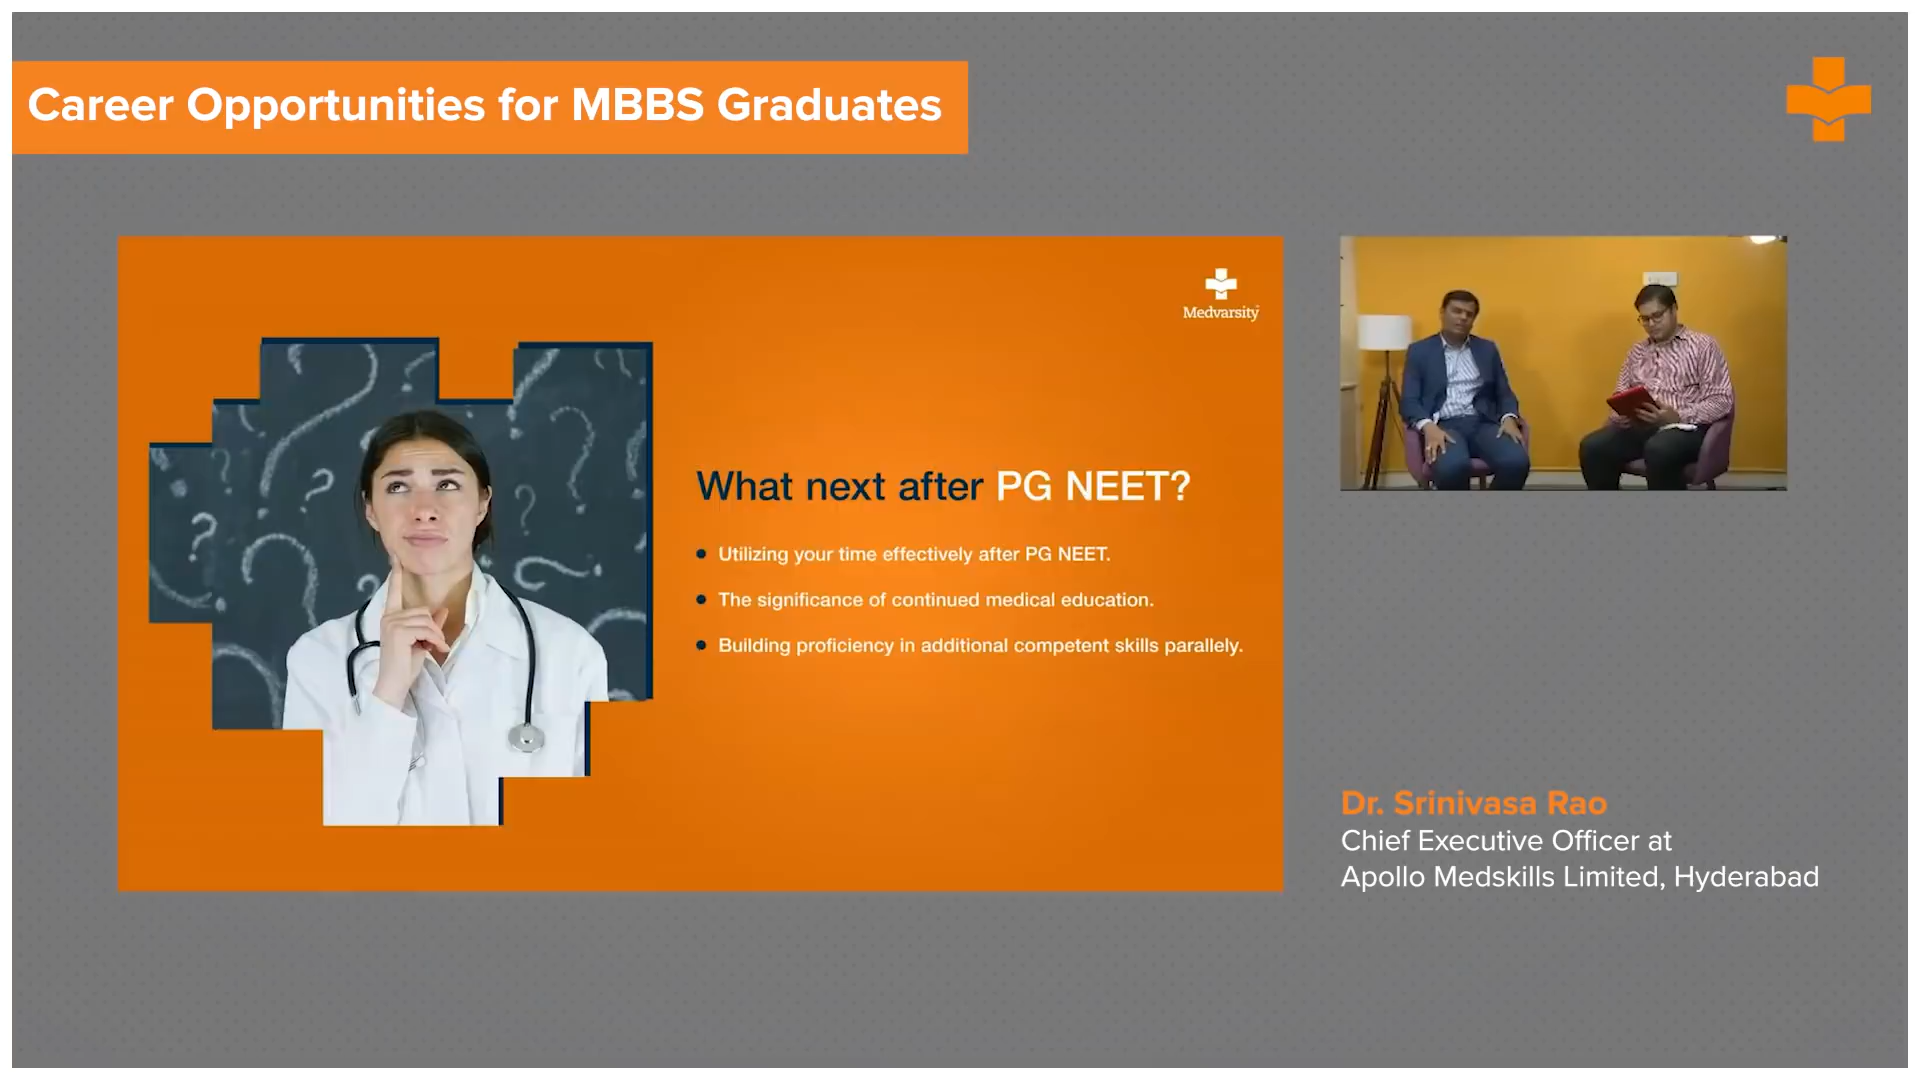 Career Opportunities for MBBS Graduates
Medvarsity
What next after PG NEET?
Utilizing your time effectively after PG NEET.
The significance of continued medical education.
Building proficiency in additional competent skills parallely.
Dr. Srinivasa Rao
Chief Executive Officer at
Apollo Medskills Limited, Hyderabad